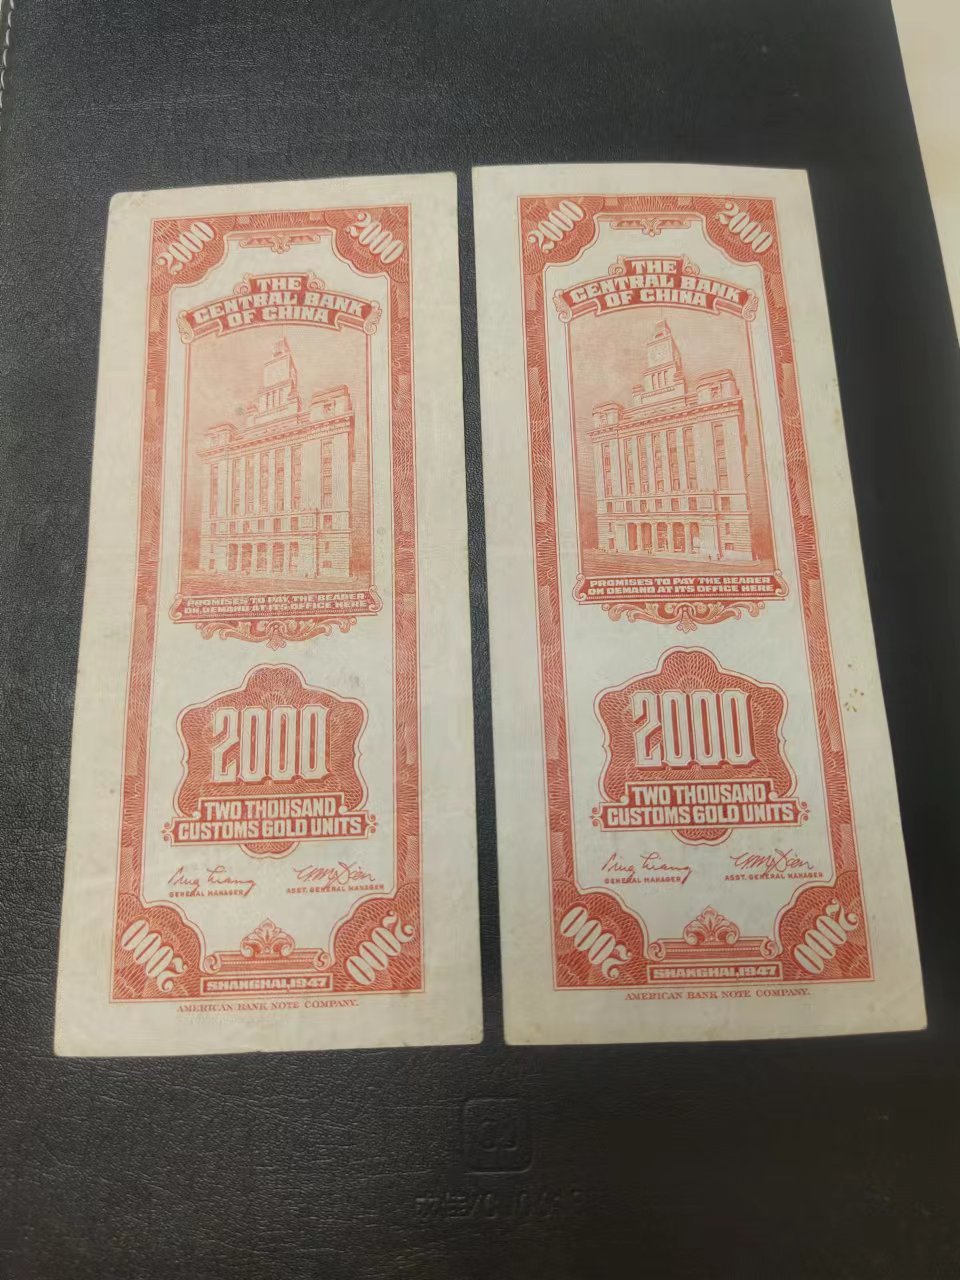 2000 2000
THE
CENTRAL BANK
OF CHINA
PROMISES TO PAY THE BEARER
ON DEMAND AT ITS OFFICE HERE
2000
TWO THOUSAND
CUSTOMS GOLD UNITS
GENERAL MANAGER
ASST. GENERAL MANAGER
2000 2000
SHANGHAI, 1947
AMERICAN BANK NOTE COMPANY.
2000 2000
THE
CENTRAL BANK
OF CHINA
PROMISES TO PAY THE BEARER
ON DEMAND AT ITS OFFICE HERE
2000
TWO THOUSAND
CUSTOMS GOLD UNITS
GENERAL MANAGER
ASST. GENERAL MANAGER
2000 2000
SHANGHAI, 1947
AMERICAN BANK NOTE COMPANY.